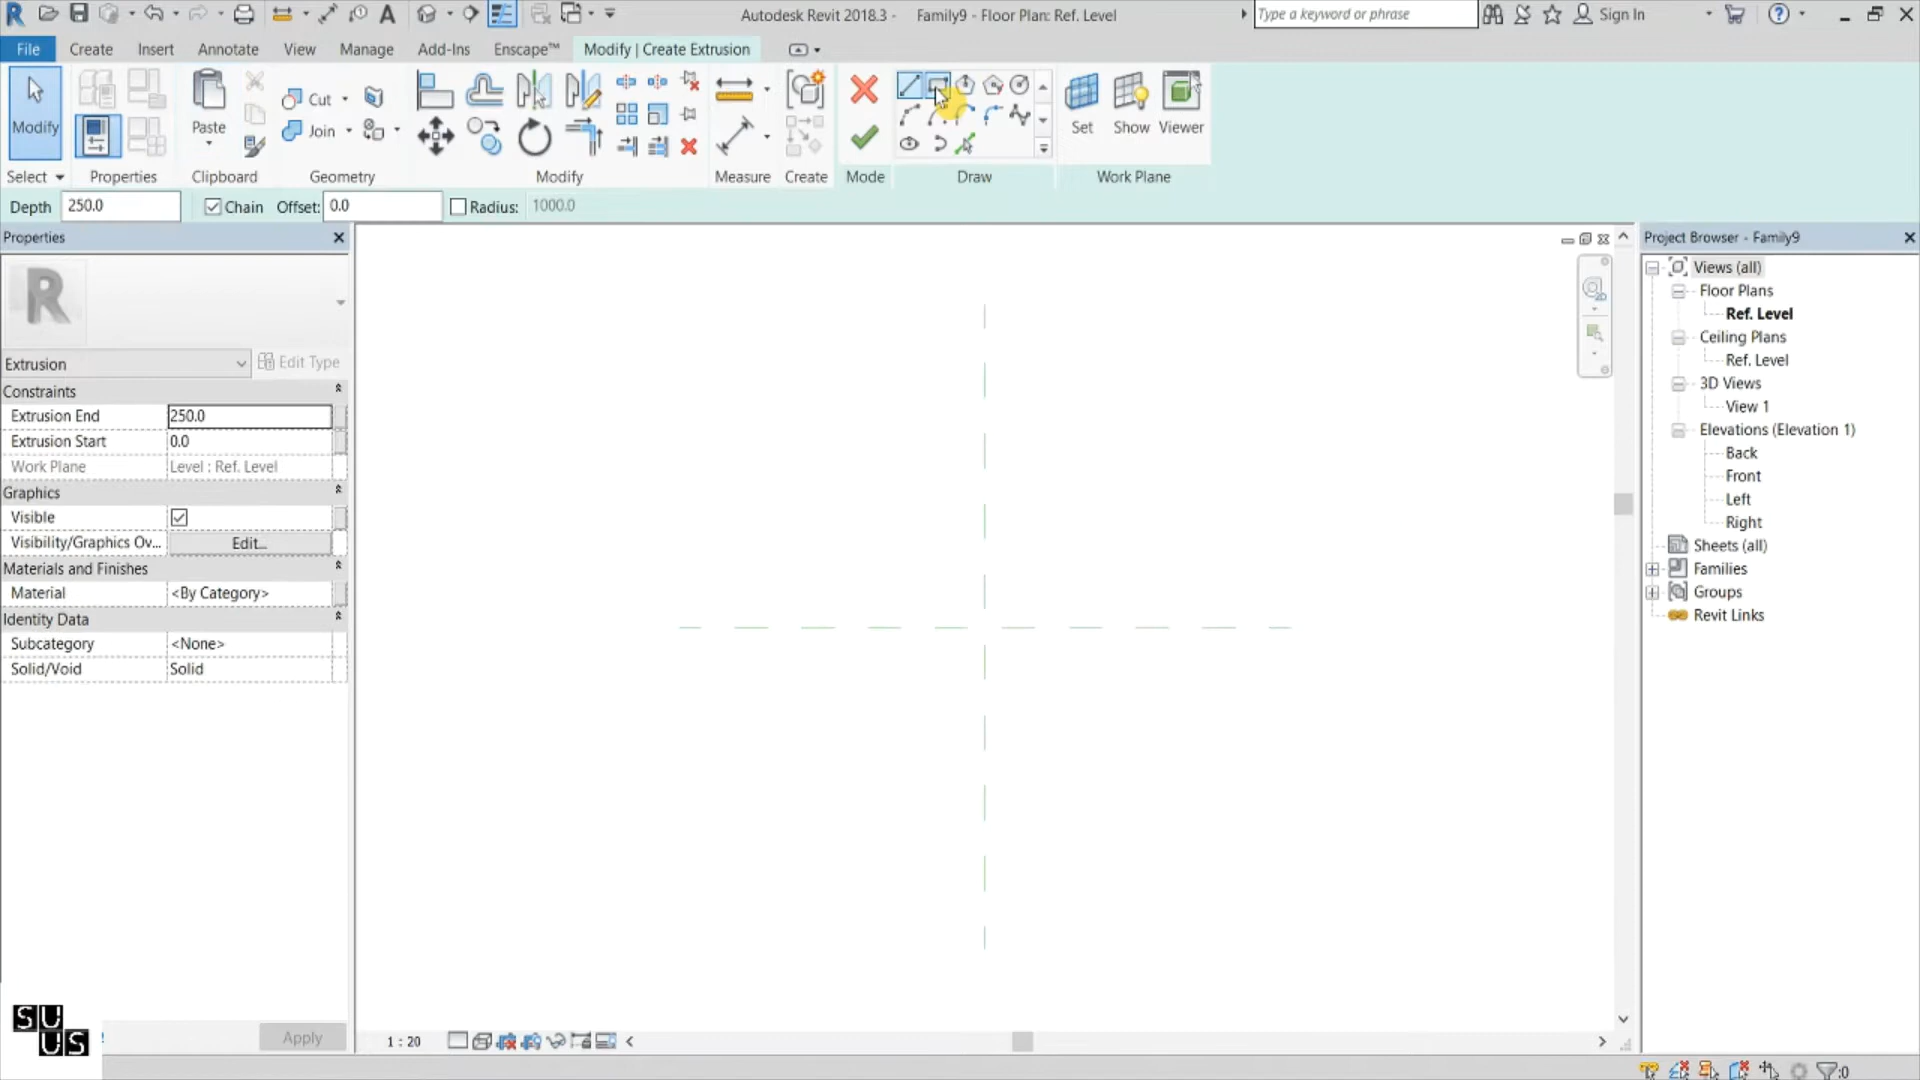 Autodesk Revit 2018.3 - Family9 - Floor Plan: Ref. Level
Type a keyword or phrase
Sign In
File Create Insert Annotate View Manage Add-Ins Enscape™ Modify | Create Extrusion
Modify
Paste
Cut
Join
Set Show Viewer
Select Properties Clipboard Geometry Modify Measure Create Mode Draw Work Plane
Depth 250.0 Chain Offset: 0.0 Radius: 1000.0
Properties
R
Extrusion Edit Type
Constraints
Extrusion End 250.0
Extrusion Start 0.0
Work Plane Level : Ref. Level
Graphics
Visible
Visibility/Graphics Ov... Edit...
Materials and Finishes
Material <By Category>
Identity Data
Subcategory <None>
Solid/Void Solid
Apply
SU
US
1 : 20
Project Browser - Family9
Views (all)
Floor Plans
Ref. Level
Ceiling Plans
Ref. Level
3D Views
View 1
Elevations (Elevation 1)
Back
Front
Left
Right
Sheets (all)
Families
Groups
Revit Links
:0